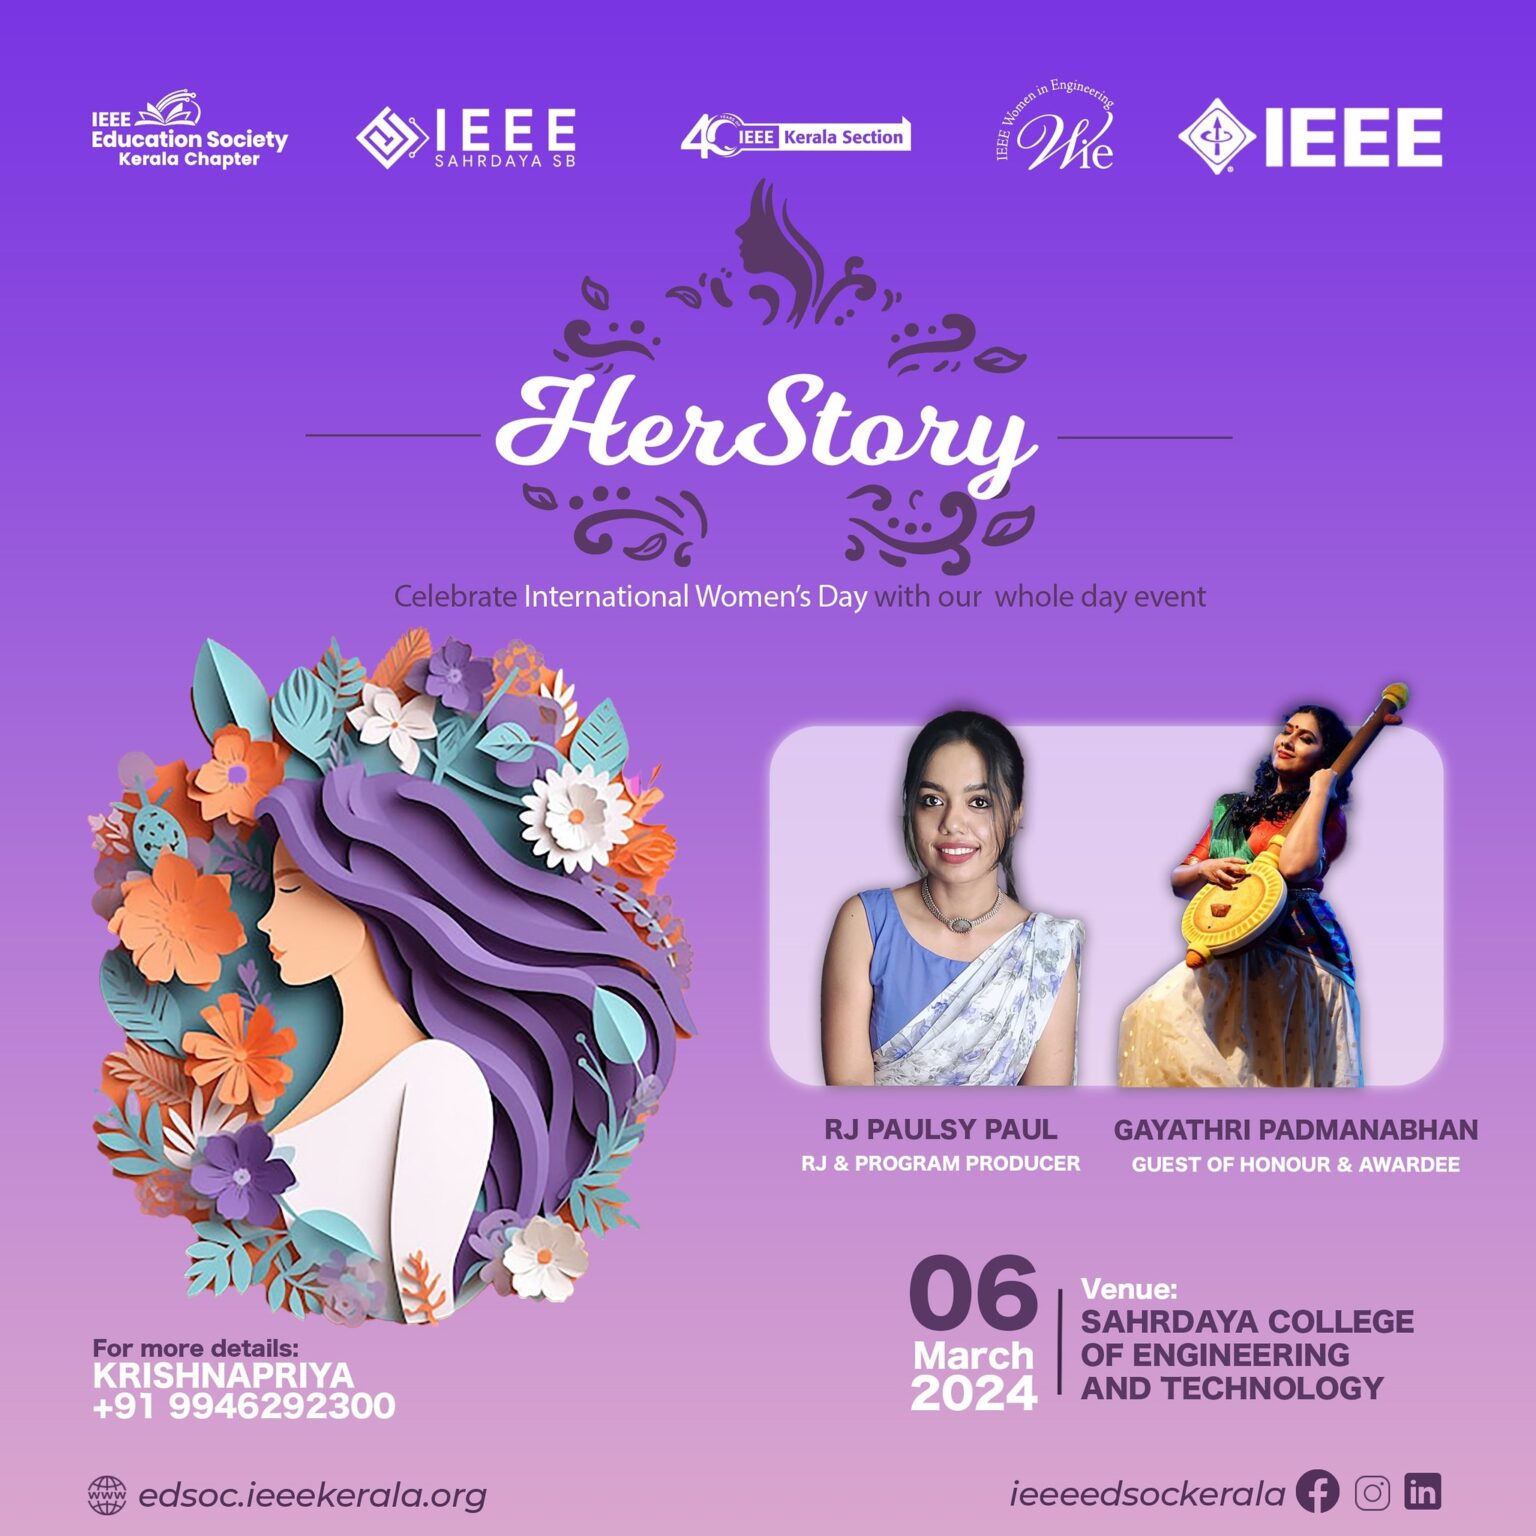 IEEE
Education Society
Kerala Chapter
IEEE
SAHRDAYA SB
40 YEARS OF IEEE Kerala Section
IEEE Women in Engineering
Wie
IEEE
HerStory
Celebrate International Women's Day with our whole day event
RJ PAULSY PAUL
RJ & PROGRAM PRODUCER
GAYATHRI PADMANABHAN
GUEST OF HONOUR & AWARDEE
06
March
2024
Venue:
SAHRDAYA COLLEGE
OF ENGINEERING
AND TECHNOLOGY
For more details:
KRISHNAPRIYA
+91 9946292300
www edsoc.ieeekerala.org
ieeeedsockerala